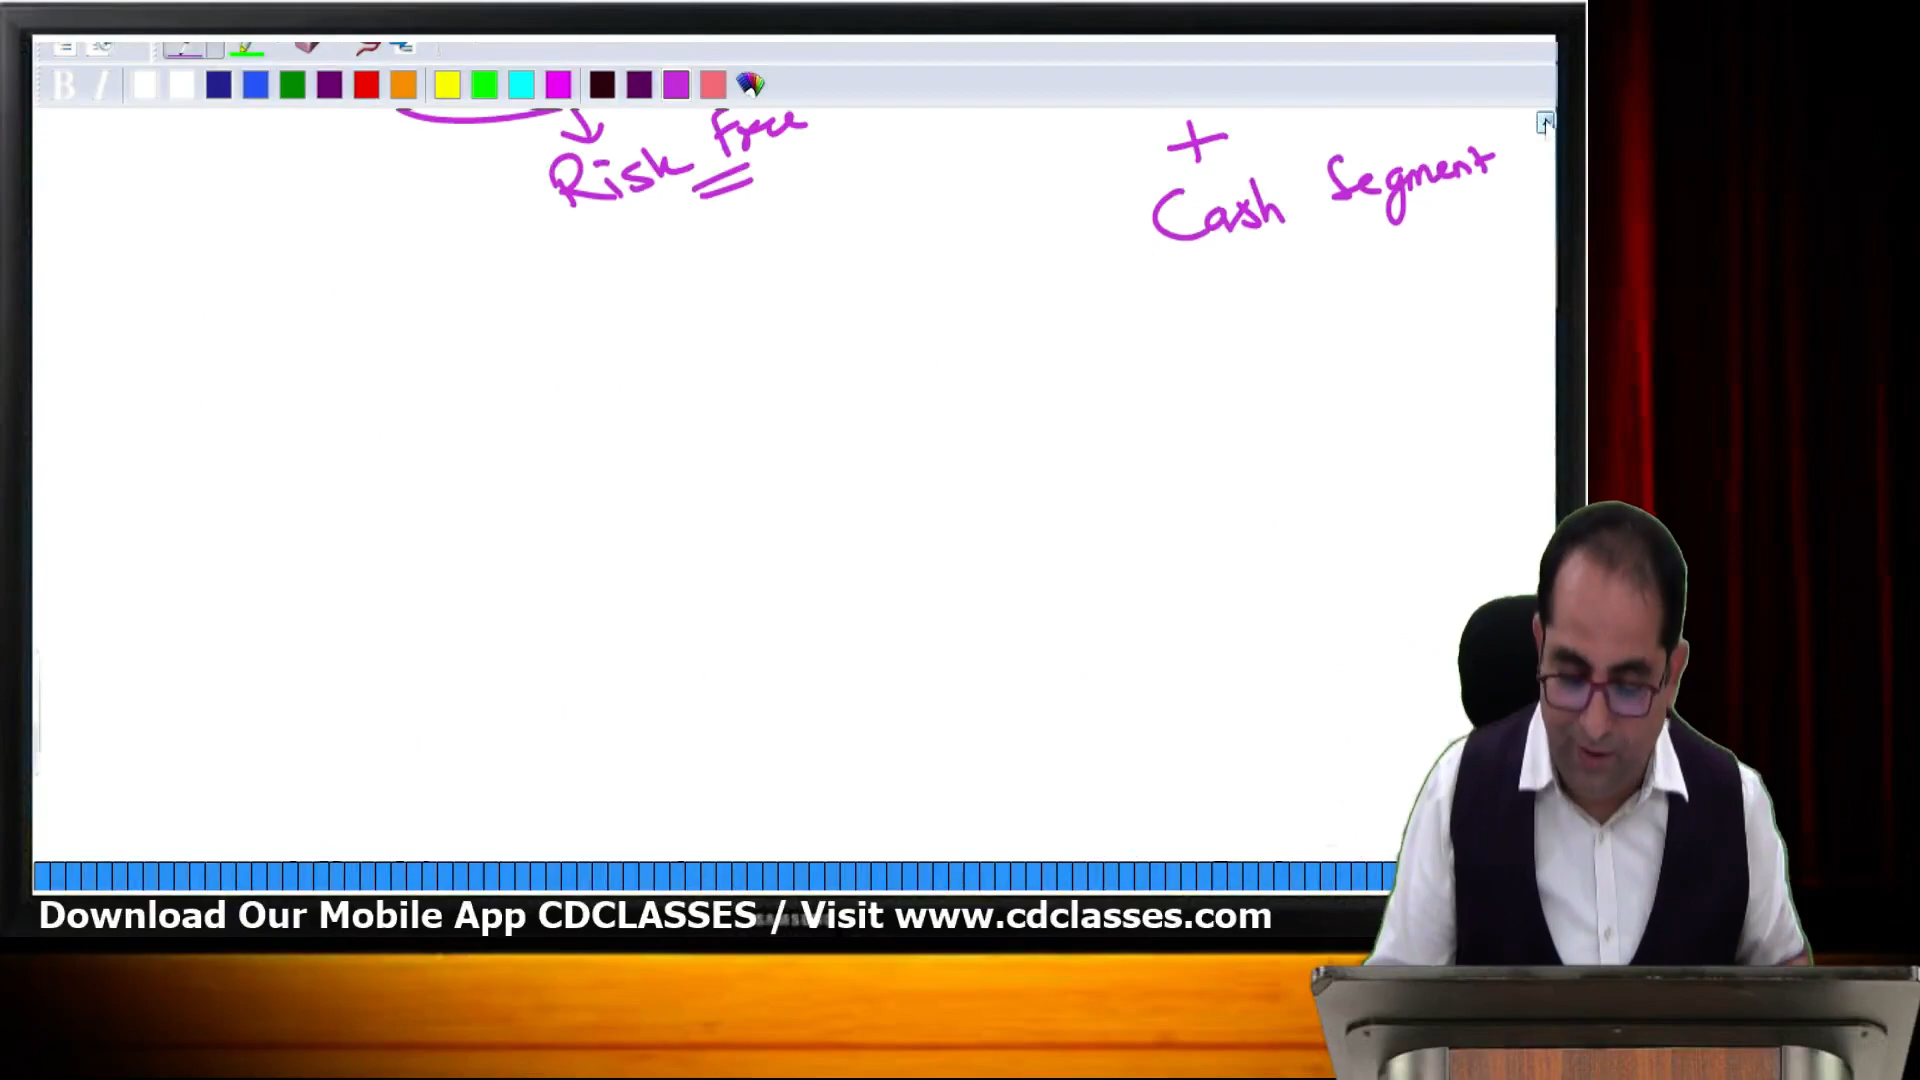 B I
Risk Free
+
Cash Segment
Download Our Mobile App CDCLASSES / Visit www.cdclasses.com